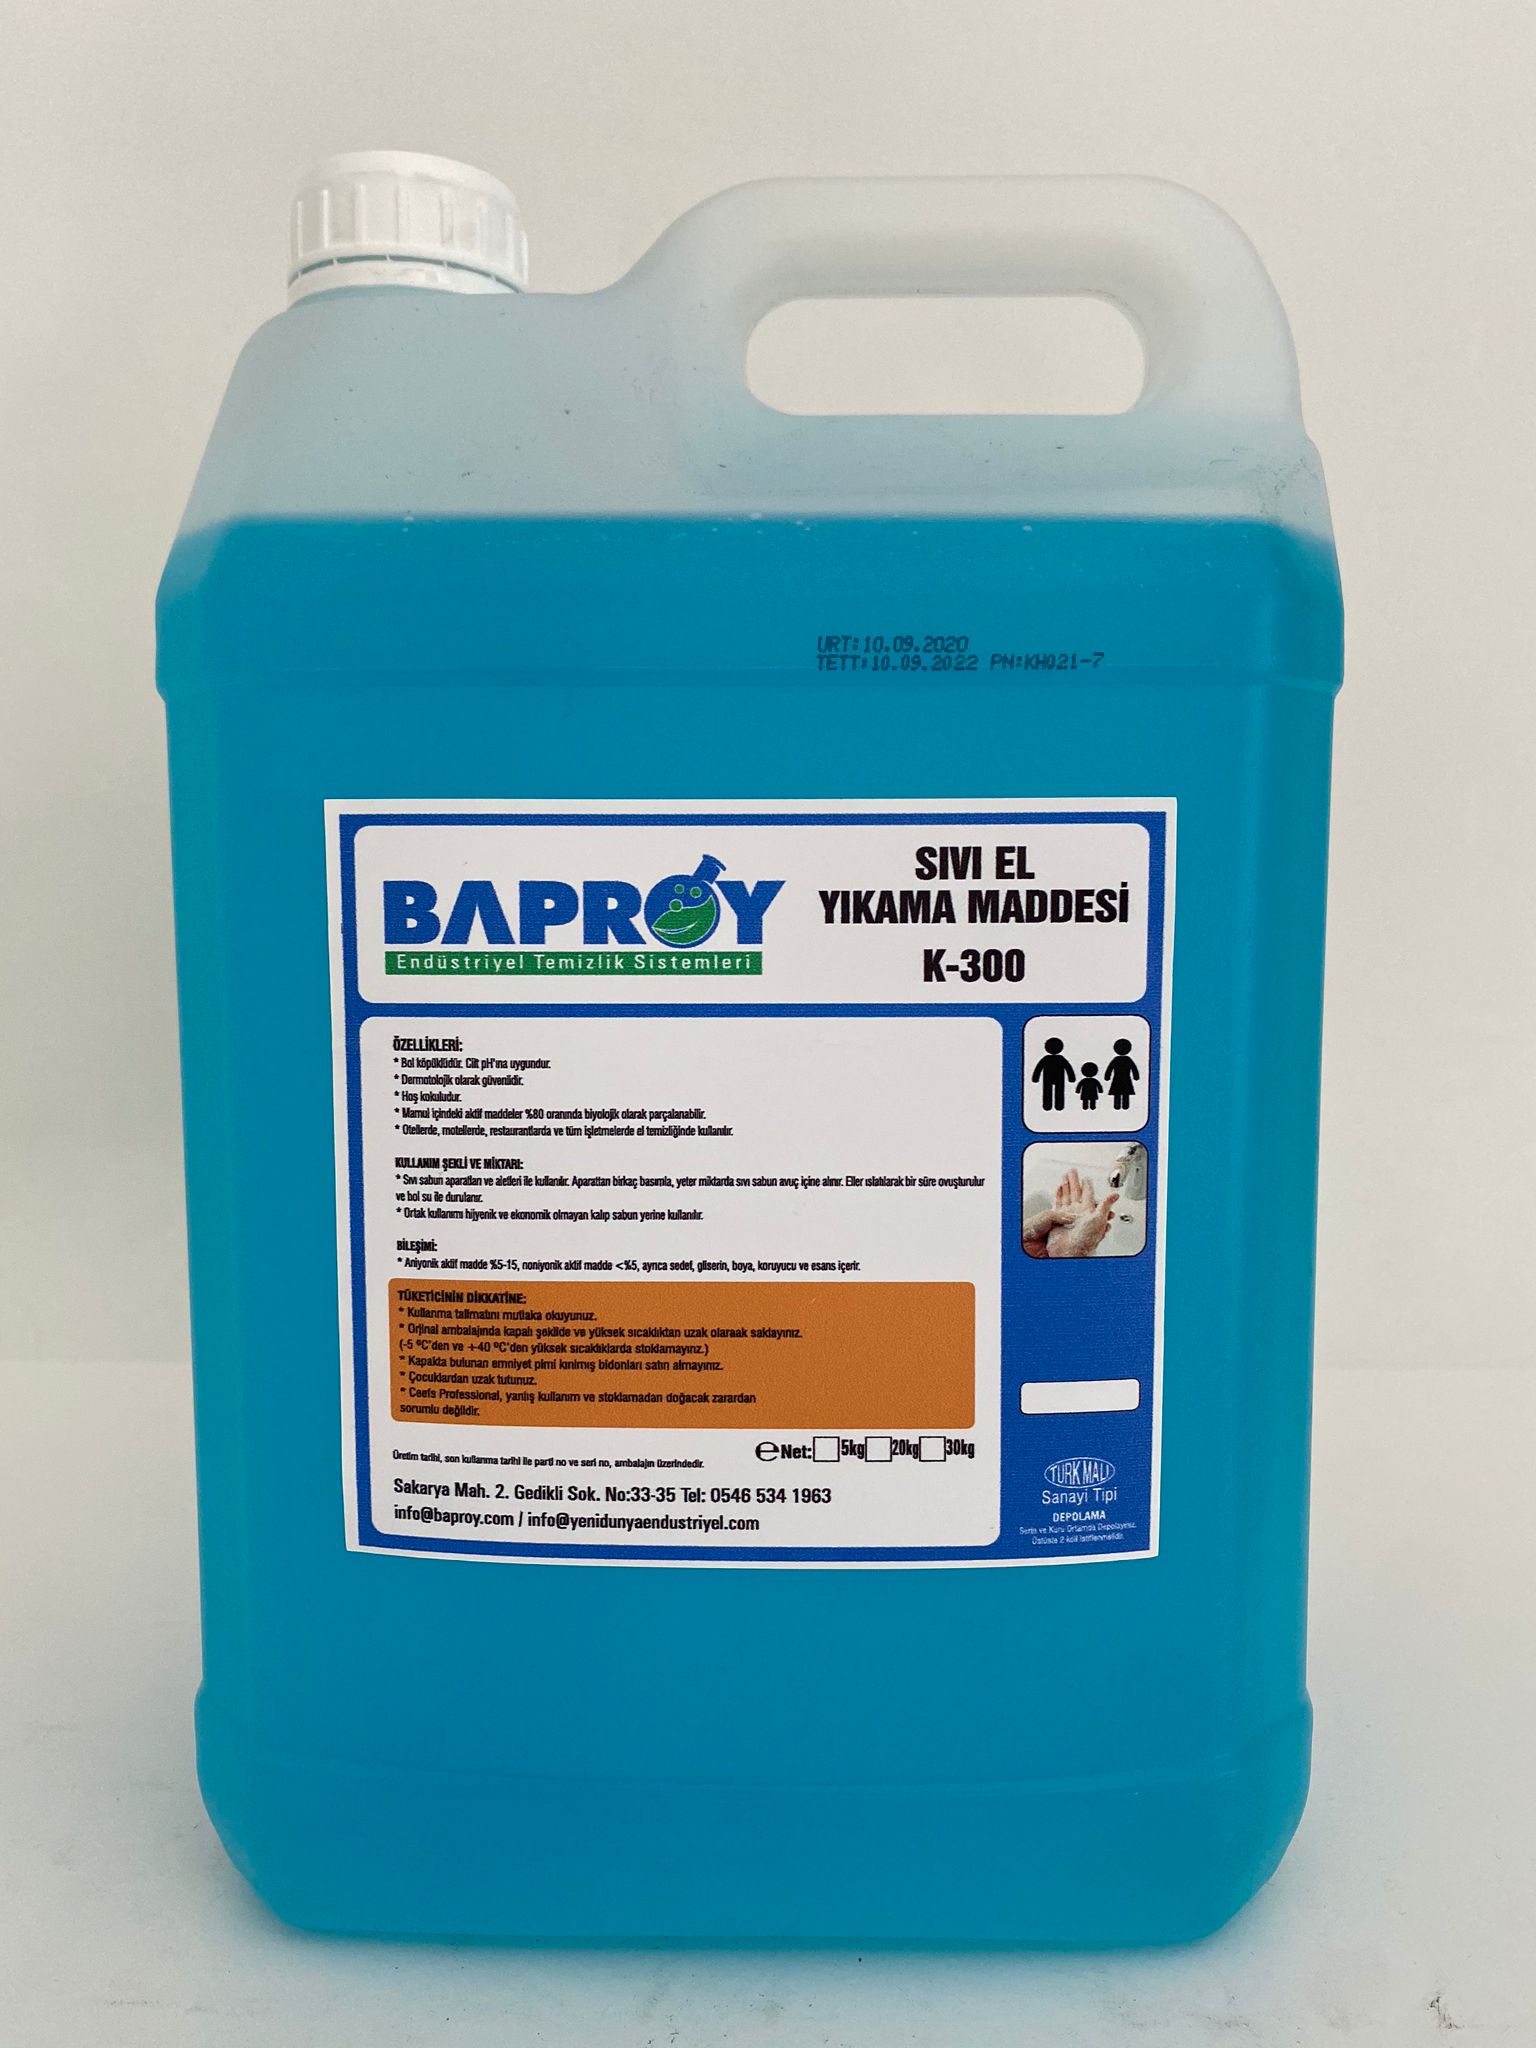 URT:10.09.2020
TETT:10.09.2022 PN:KH021-7
BAPROY
Endüstriyel Temizlik Sistemleri
SIVI EL
YIKAMA MADDESİ
K-300
ÖZELLİKLERİ:
* Bol köpüklüdür. Cilt pH'ına uygundur.
* Dermotolojik olarak güvenlidir.
* Hoş kokuludur.
* Mamul içindeki aktif maddeler %80 oranında biyolojik olarak parçalanabilir.
* Otellerde, motellerde, restaurantlarda ve tüm işletmelerde el temizliğinde kullanılır.
KULLANIM ŞEKLİ VE MİKTARI:
* Sıvı sabun aparatları ve aletleri ile kullanılır. Aparattan birkaç basımla, yeter miktarda sıvı sabun avuç içine alınır. Eller ıslatılarak bir süre ovuşturulur
ve bol su ile durulanır.
* Ortak kullanımı hijyenik ve ekonomik olmayan kalıp sabun yerine kullanılır.
BİLEŞİMİ:
* Aniyonik aktif madde %5-15, noniyonik aktif madde <%5, ayrıca sedef, gliserin, boya, koruyucu ve esans içerir.
TÜKETİCİNİN DİKKATİNE:
* Kullanma talimatını mutlaka okuyunuz.
* Orjinal ambalajında kapalı şekilde ve yüksek sıcaklıktan uzak olaraak saklayınız.
(-5 ºC'den ve +40 ºC'den yüksek sıcaklıklarda stoklamayınız.)
* Kapakta bulunan emniyet pimi kırılmış bidonları satın almayınız.
* Çocuklardan uzak tutunuz.
* Ceefs Professional, yanlış kullanım ve stoklamadan doğacak zarardan
sorumlu değildir.
Üretim tarihi, son kullanma tarihi ile parti no ve seri no, ambalajın üzerindedir.
℮ Net: 5kg 20kg 30kg
Sakarya Mah. 2. Gedikli Sok. No:33-35 Tel: 0546 534 1963
info@baproy.com / info@yenidunyaendustriyel.com
TÜRK MALI
Sanayi Tipi
DEPOLAMA
Serin ve Kuru Ortamda Depolayınız.
Üstüste 2 koli istiflenmelidir.